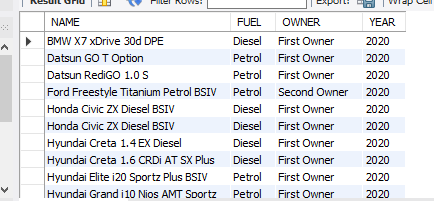 Result Grid Filter Rows: Export: Wrap Cel
NAME FUEL OWNER YEAR
BMW X7 xDrive 30d DPE Diesel First Owner 2020
Datsun GO T Option Petrol First Owner 2020
Datsun RediGO 1.0 S Petrol First Owner 2020
Ford Freestyle Titanium Petrol BSIV Petrol Second Owner 2020
Honda Civic ZX Diesel BSIV Diesel First Owner 2020
Honda Civic ZX Diesel BSIV Diesel First Owner 2020
Hyundai Creta 1.4 EX Diesel Diesel First Owner 2020
Hyundai Creta 1.6 CRDi AT SX Plus Diesel First Owner 2020
Hyundai Elite i20 Sportz Plus BSIV Petrol First Owner 2020
Hyundai Grand i10 Nios AMT Sportz Petrol First Owner 2020